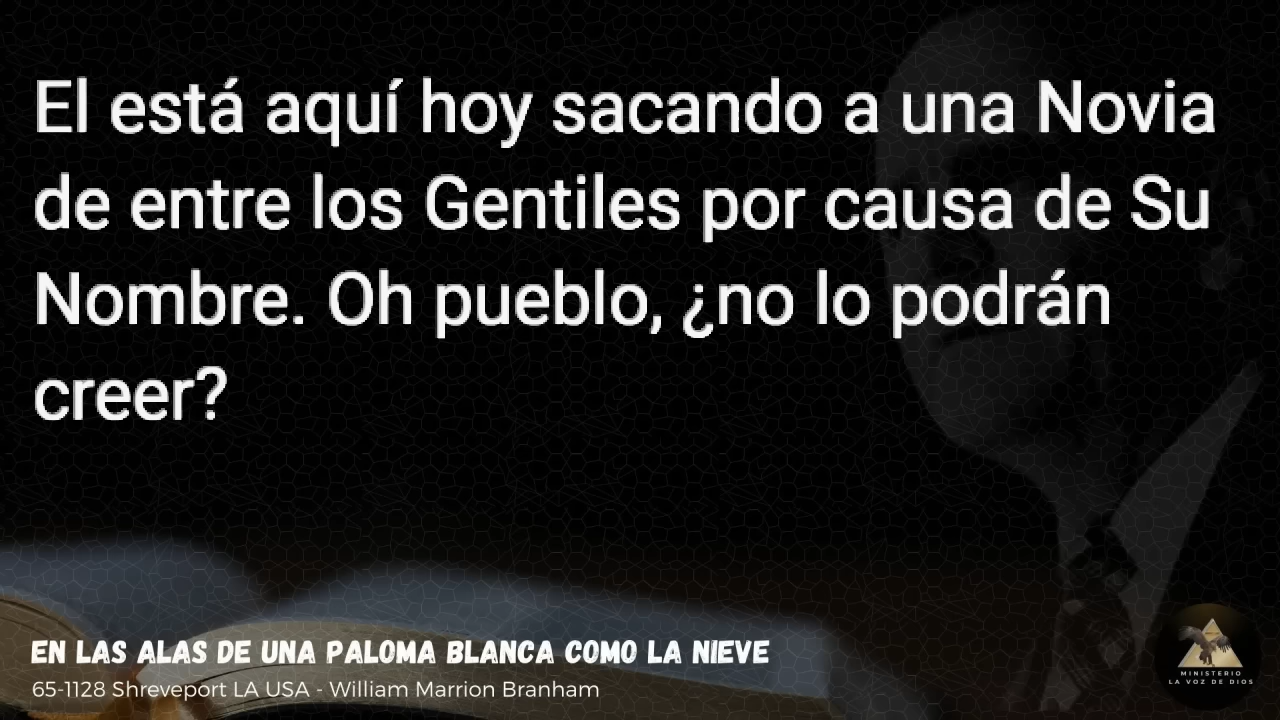 El está aquí hoy sacando a una Novia
de entre los Gentiles por causa de Su
Nombre. Oh pueblo, ¿no lo podrán
creer?
EN LAS ALAS DE UNA PALOMA BLANCA COMO LA NIEVE
65-1128 Shreveport LA USA - William Marrion Branham
MINISTERIO
LA VOZ DE DIOS